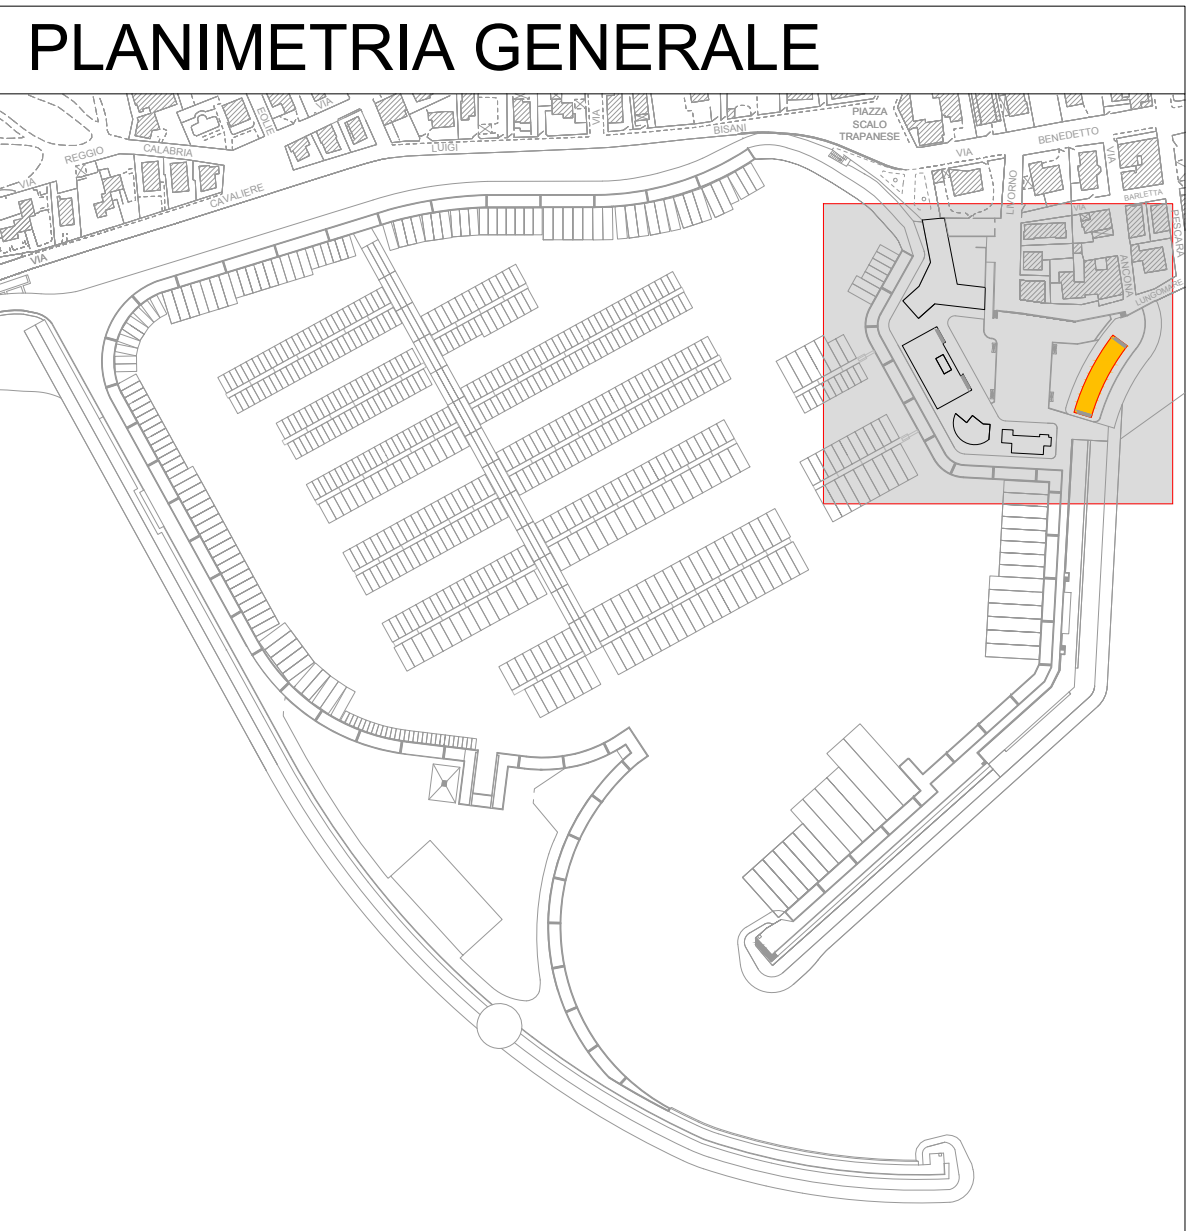 PLANIMETRIA GENERALE
VIA
REGGIO
CALABRIA
EOLIE
VIA
VIA
CAVALIERE
LUIGI
VIA
BISANI
PIAZZA
SCALO
TRAPANESE
VIA
BENEDETTO
VIA
LIVORNO
VIA
BARLETTA
PESCARA
ANCONA
LUNGOMARE